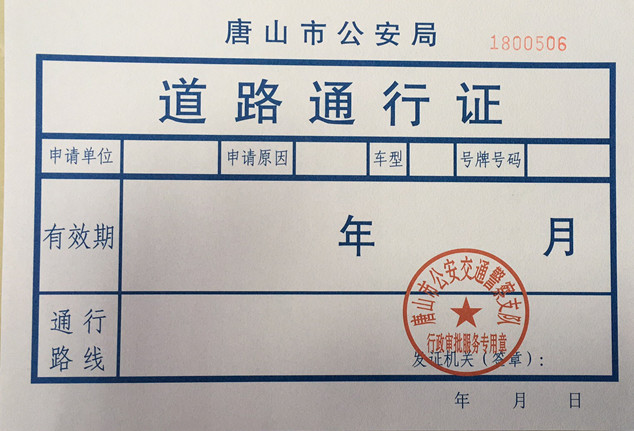 唐山市公安局
1800506
道路通行证
申请单位 申请原因 车型 号牌号码
有效期 年 月
唐山市公安交通警察支队
行政审批服务专用章
通行
路线
发证机关（签章）：
年 月 日